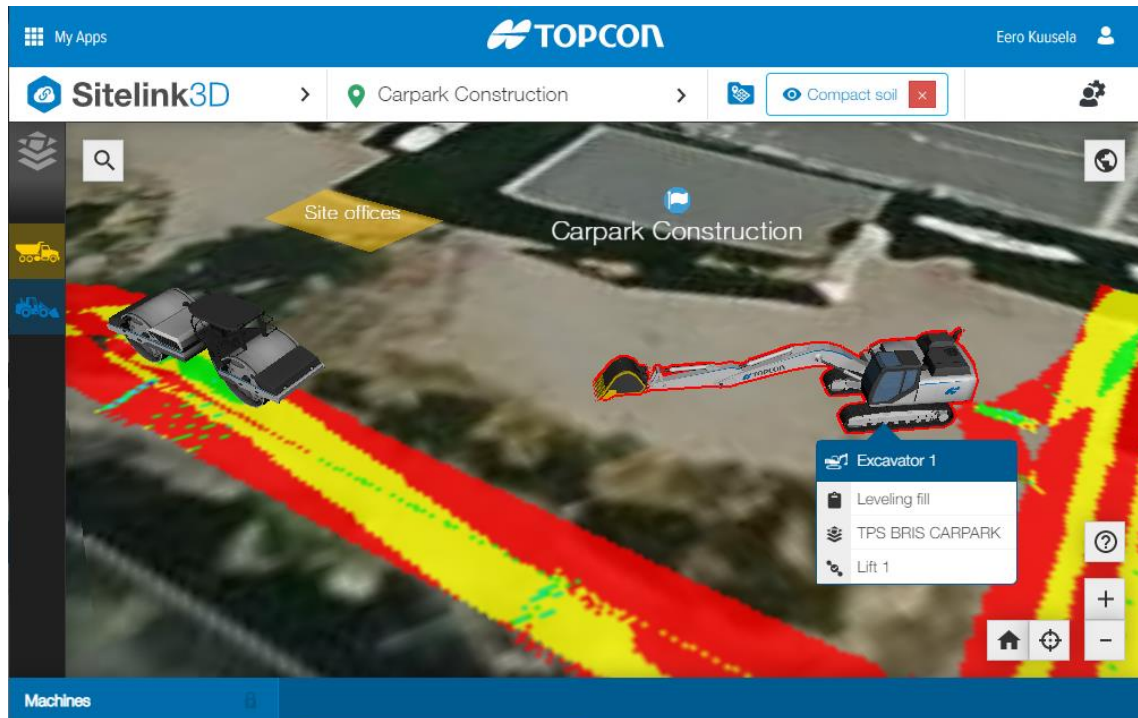 My Apps
TOPCON
Eero Kuusela
Sitelink3D
Carpark Construction
Compact soil
Site offices
Carpark Construction
TOPCON
Excavator 1
Leveling fill
TPS BRIS CARPARK
Lift 1
Machines